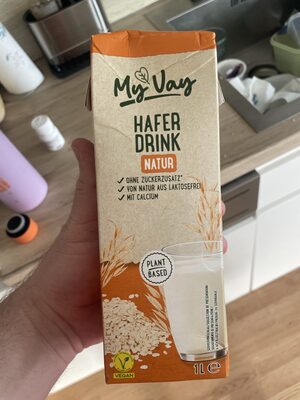 My Vay
HAFER
DRINK
NATUR
OHNE ZUCKERZUSATZ*
VON NATUR AUS LAKTOSEFREI
MIT CALCIUM
PLANT
BASED
VEGAN
1L e